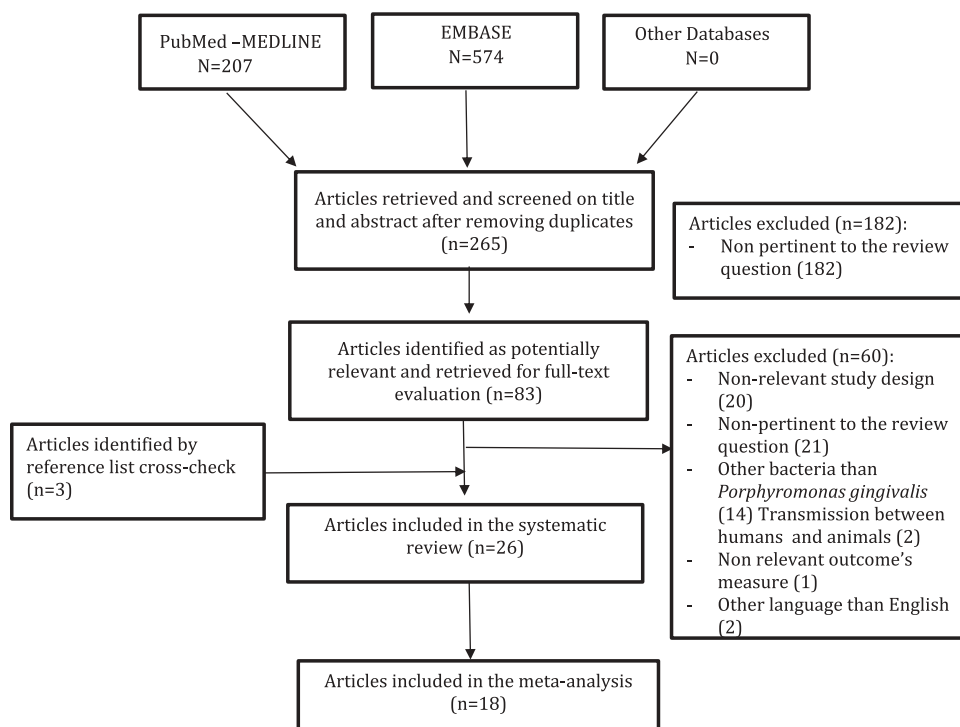 PubMed –MEDLINE
N=207
EMBASE
N=574
Other Databases
N=0
Articles retrieved and screened on title
and abstract after removing duplicates
(n=265)
Articles excluded (n=182):
- Non pertinent to the review
question (182)
Articles identified as potentially
relevant and retrieved for full-text
evaluation (n=83)
Articles excluded (n=60):
- Non-relevant study design
(20)
- Non-pertinent to the review
question (21)
- Other bacteria than
Porphyromonas gingivalis
(14) Transmission between
humans and animals (2)
- Non relevant outcome's
measure (1)
- Other language than English
(2)
Articles identified by
reference list cross-check
(n=3)
Articles included in the systematic
review (n=26)
Articles included in the meta-analysis
(n=18)